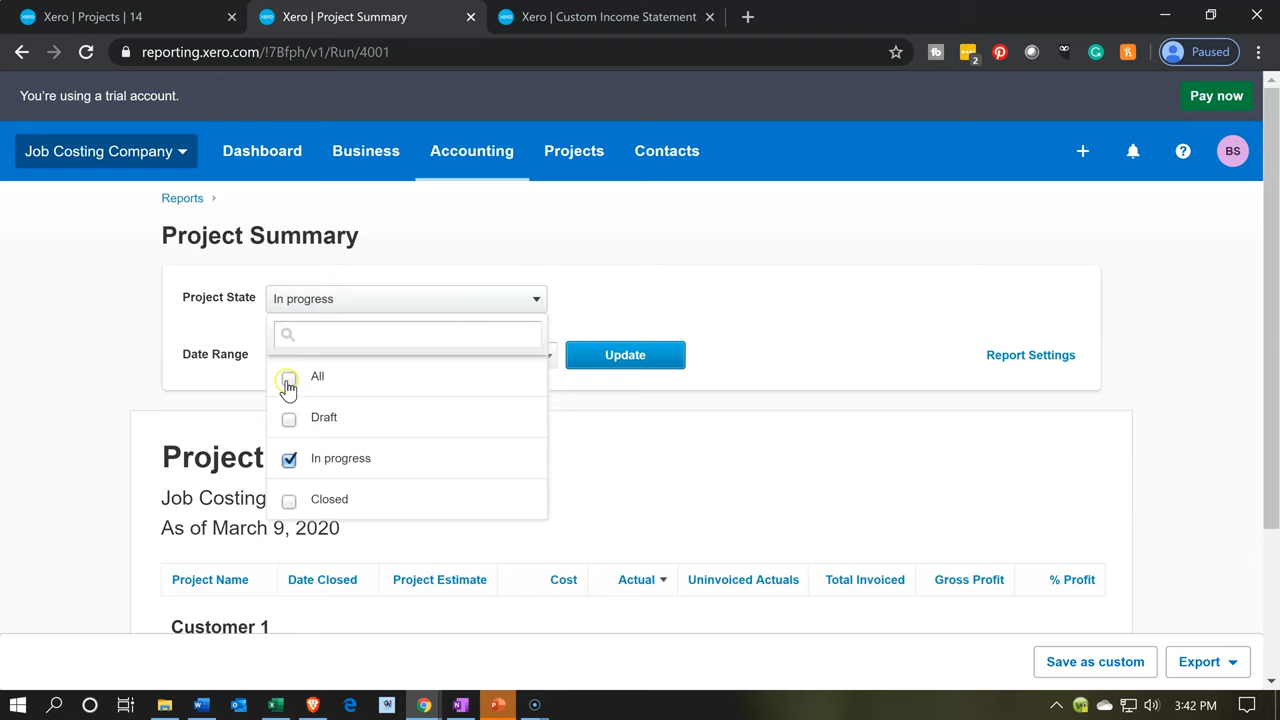 Xero | Projects | 14
Xero | Project Summary
Xero | Custom Income Statement
reporting.xero.com/!7Bfph/v1/Run/4001
2
Paused
You're using a trial account.
Pay now
Job Costing Company
Dashboard
Business
Accounting
Projects
Contacts
BS
Reports
Project Summary
Project State
In progress
Date Range
Update
Report Settings
All
Draft
In progress
Closed
Project
Job Costing
As of March 9, 2020
Project Name
Date Closed
Project Estimate
Cost
Actual
Uninvoiced Actuals
Total Invoiced
Gross Profit
% Profit
Customer 1
Save as custom
Export
3:42 PM